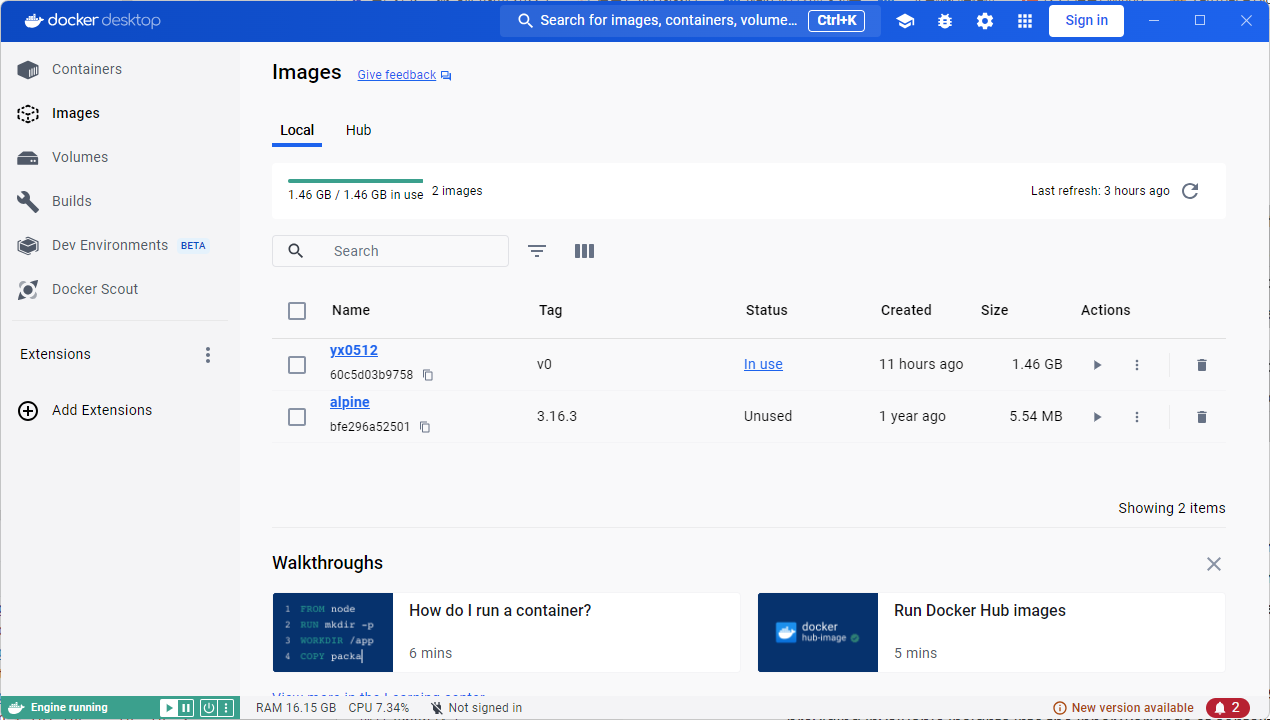 docker desktop
Search for images, containers, volume... Ctrl+K
Sign in
Containers
Images
Volumes
Builds
Dev Environments BETA
Docker Scout
Extensions
Add Extensions
Images Give feedback
Local Hub
1.46 GB / 1.46 GB in use 2 images
Last refresh: 3 hours ago
Search
Name Tag Status Created Size Actions
yx0512
60c5d03b9758
v0 In use 11 hours ago 1.46 GB
alpine
bfe296a52501
3.16.3 Unused 1 year ago 5.54 MB
Showing 2 items
Walkthroughs
1 FROM node
2 RUN mkdir -p
3 WORKDIR /app
4 COPY packa
How do I run a container?
6 mins
docker
hub-image
Run Docker Hub images
5 mins
View more in the Learning center
Engine running
RAM 16.15 GB CPU 7.34% Not signed in
New version available
2